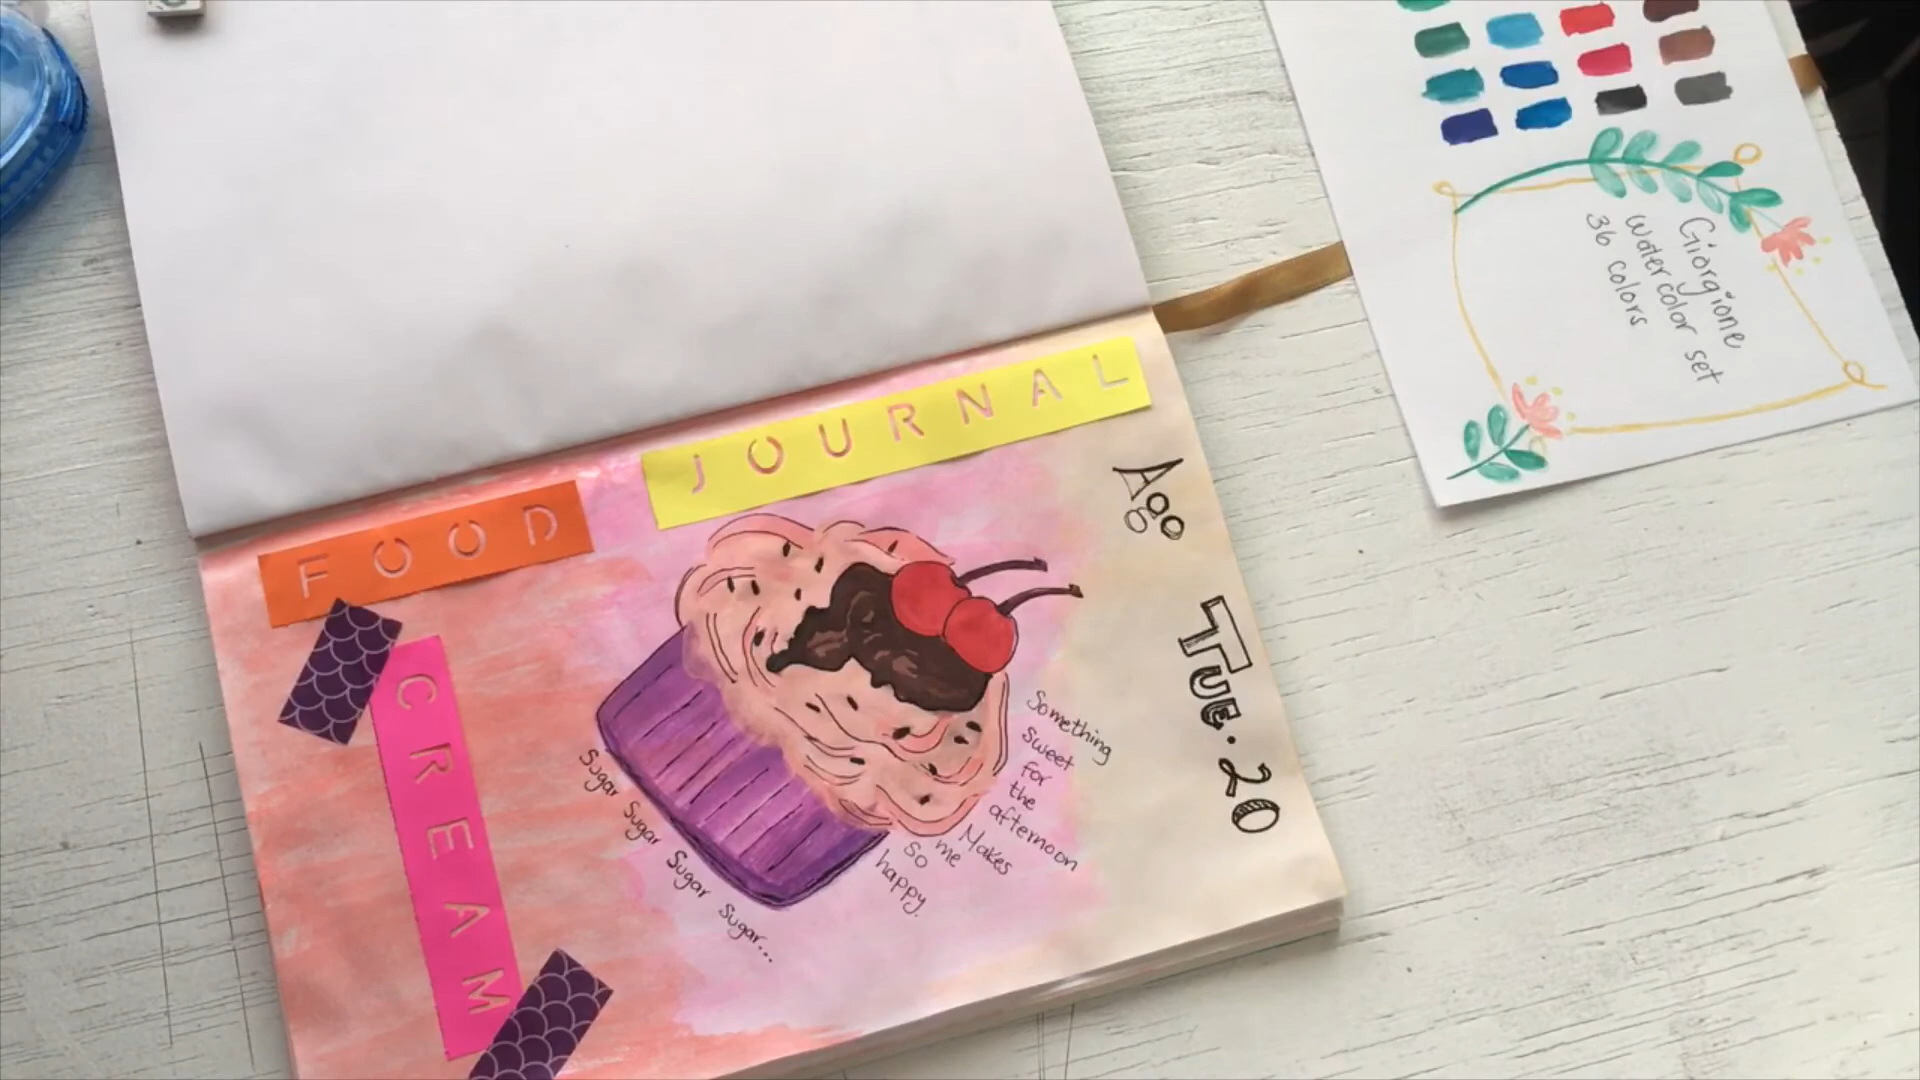 FOOD
JOURNAL
CREAM
Ago
TUE. 20
Something
sweet
for
the
afternoon
Makes
me
so
happy.
Sugar Sugar Sugar Sugar...
Giorgione
watercolor set
36 colors